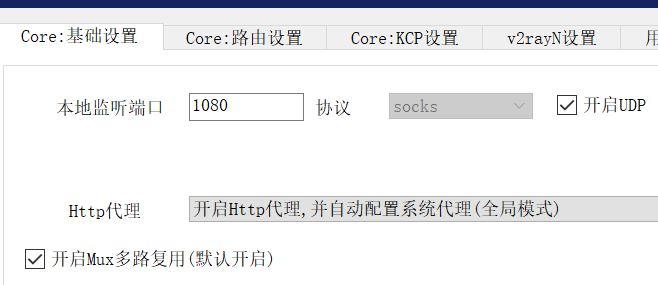 Core:基础设置 Core:路由设置 Core:KCP设置 v2rayN设置
本地监听端口 1080 协议 socks 开启UDP
Http代理 开启Http代理,并自动配置系统代理(全局模式)
开启Mux多路复用(默认开启)